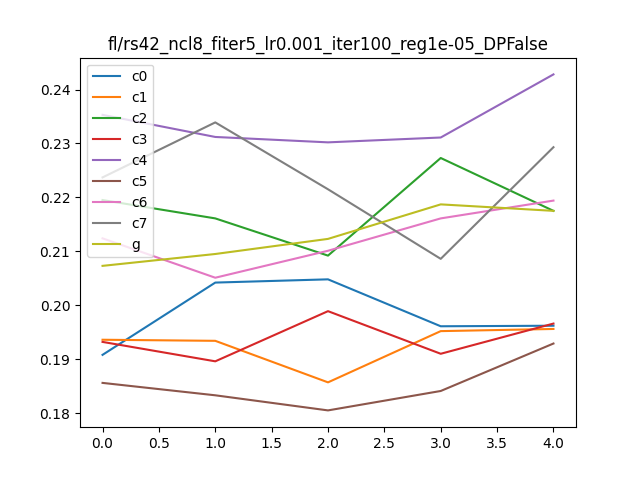 fl/rs42_ncl8_fiter5_lr0.001_iter100_reg1e-05_DPFalse
0.24
0.23
0.22
0.21
0.20
0.19
0.18
c0
c1
c2
c3
c4
c5
c6
c7
g
0.0 0.5 1.0 1.5 2.0 2.5 3.0 3.5 4.0